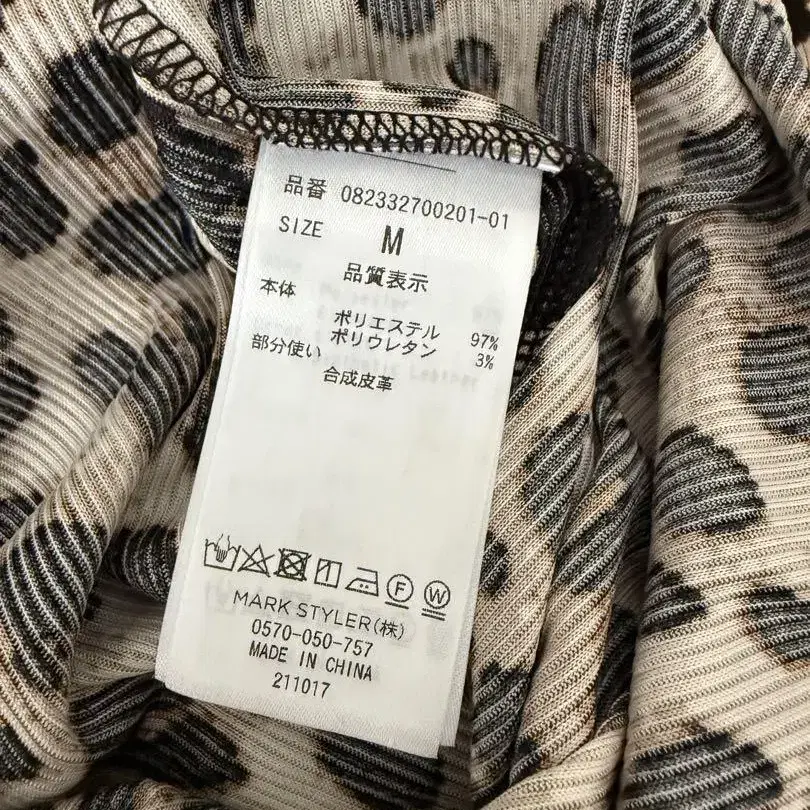 品番 082332700201-01
SIZE M
品質表示
本体
ポリエステル 97%
ポリウレタン 3%
部分使い
合成皮革
MARK STYLER(株)
0570-050-757
MADE IN CHINA
211017